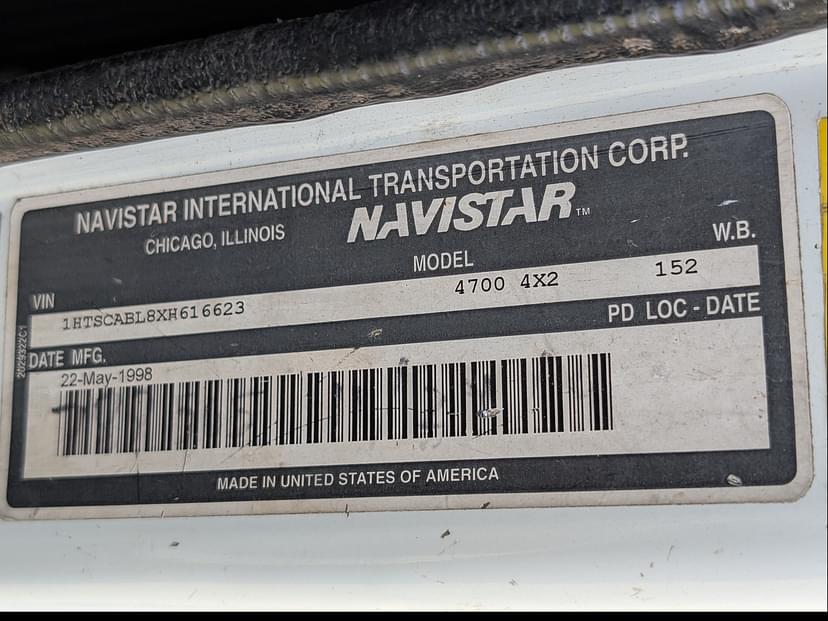 NAVISTAR INTERNATIONAL TRANSPORTATION CORP.
CHICAGO, ILLINOIS
NAVISTAR™
VIN
MODEL
W.B.
1HTSCABL8XH616623
4700 4X2
152
2029322C1
DATE MFG.
PD LOC - DATE
22-May-1998
MADE IN UNITED STATES OF AMERICA